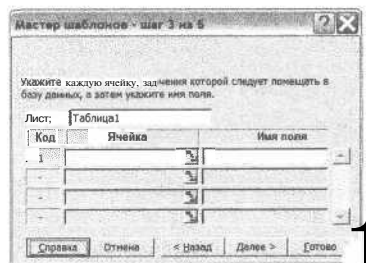 Мастер шаблонов - шаг 3 из 5
Укажите каждую ячейку, задчения которой следует помещать в
базу данных, а затем укажите имя поля.
Лист; Таблица1
Код Ячейка Имя поля
1
-
-
-
Справка Отмена < Назад Далее > Готово